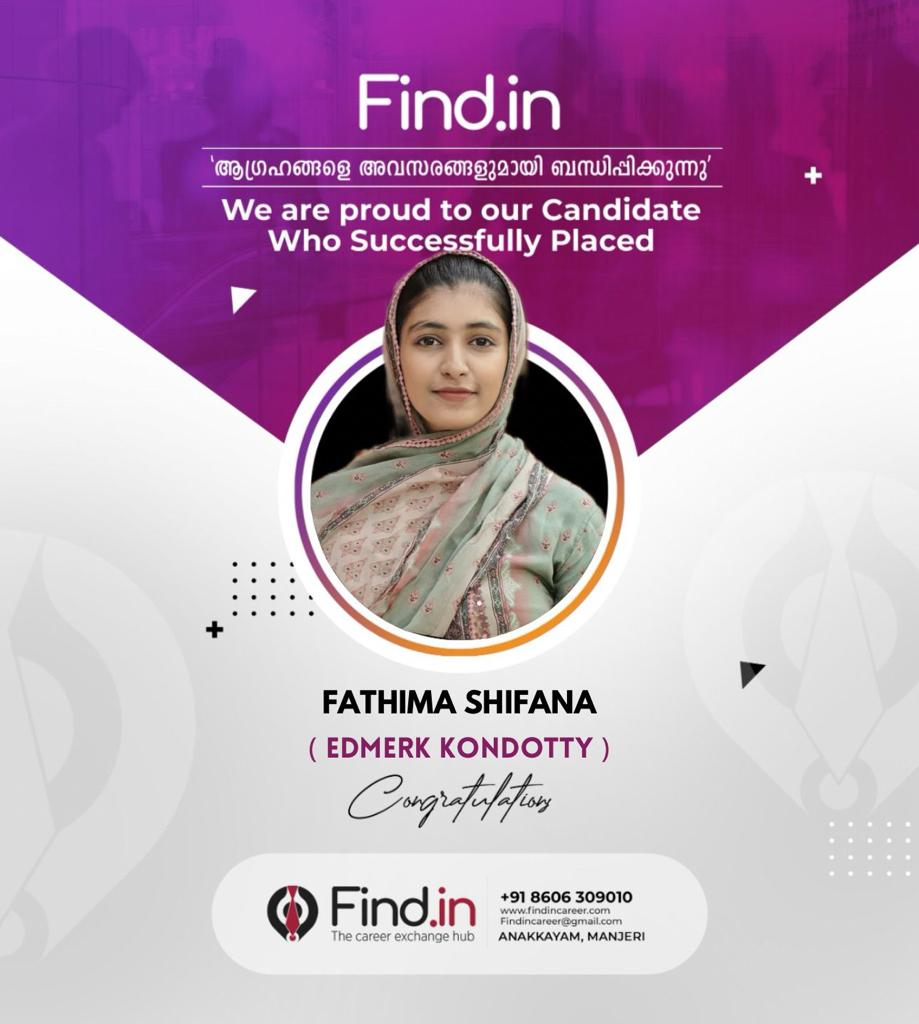 Find.in
'ആഗ്രഹങ്ങളെ അവസരങ്ങളുമായി ബന്ധിപ്പിക്കുന്നു'
We are proud to our Candidate
Who Successfully Placed
FATHIMA SHIFANA
( EDMERK KONDOTTY )
Congratulations
Find.in
The career exchange hub
+91 8606 309010
www.findincareer.com
Findincareer@gmail.com
ANAKKAYAM, MANJERI